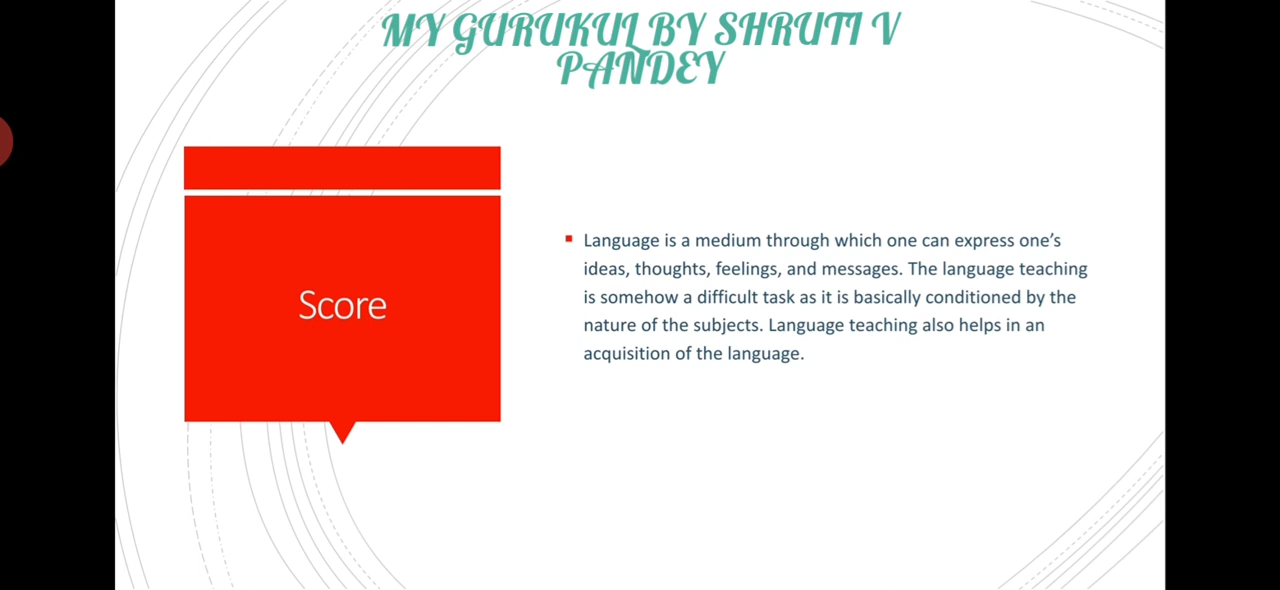 MY GURUKUL BY SHRUTI V
PANDEY
Score
Language is a medium through which one can express one's
ideas, thoughts, feelings, and messages. The language teaching
is somehow a difficult task as it is basically conditioned by the
nature of the subjects. Language teaching also helps in an
acquisition of the language.